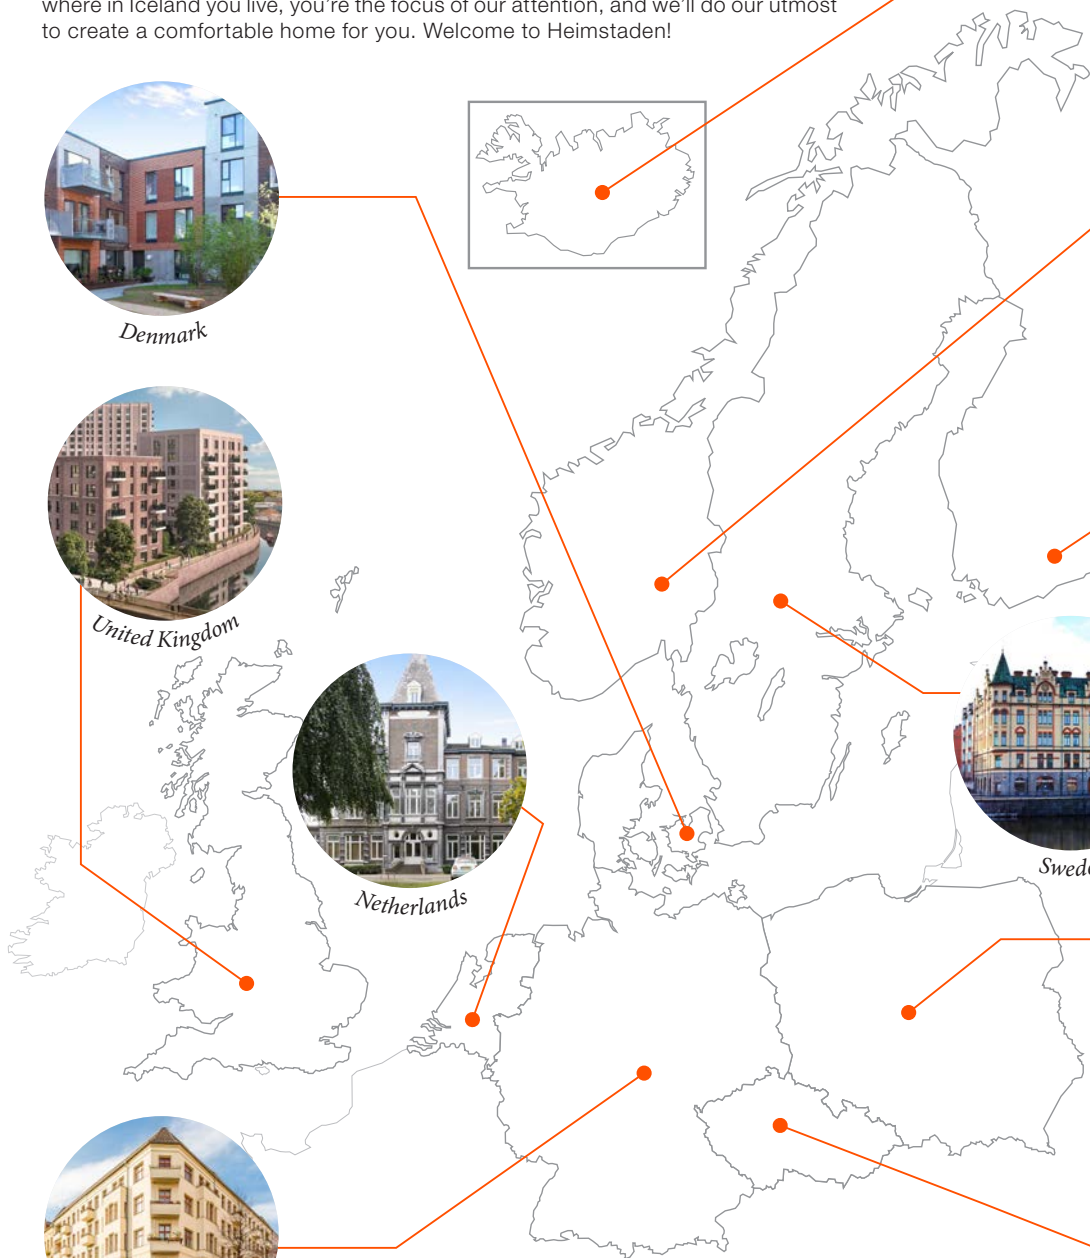 where in Iceland you live, you're the focus of our attention, and we'll do our utmost
to create a comfortable home for you. Welcome to Heimstaden!
Denmark
United Kingdom
Netherlands